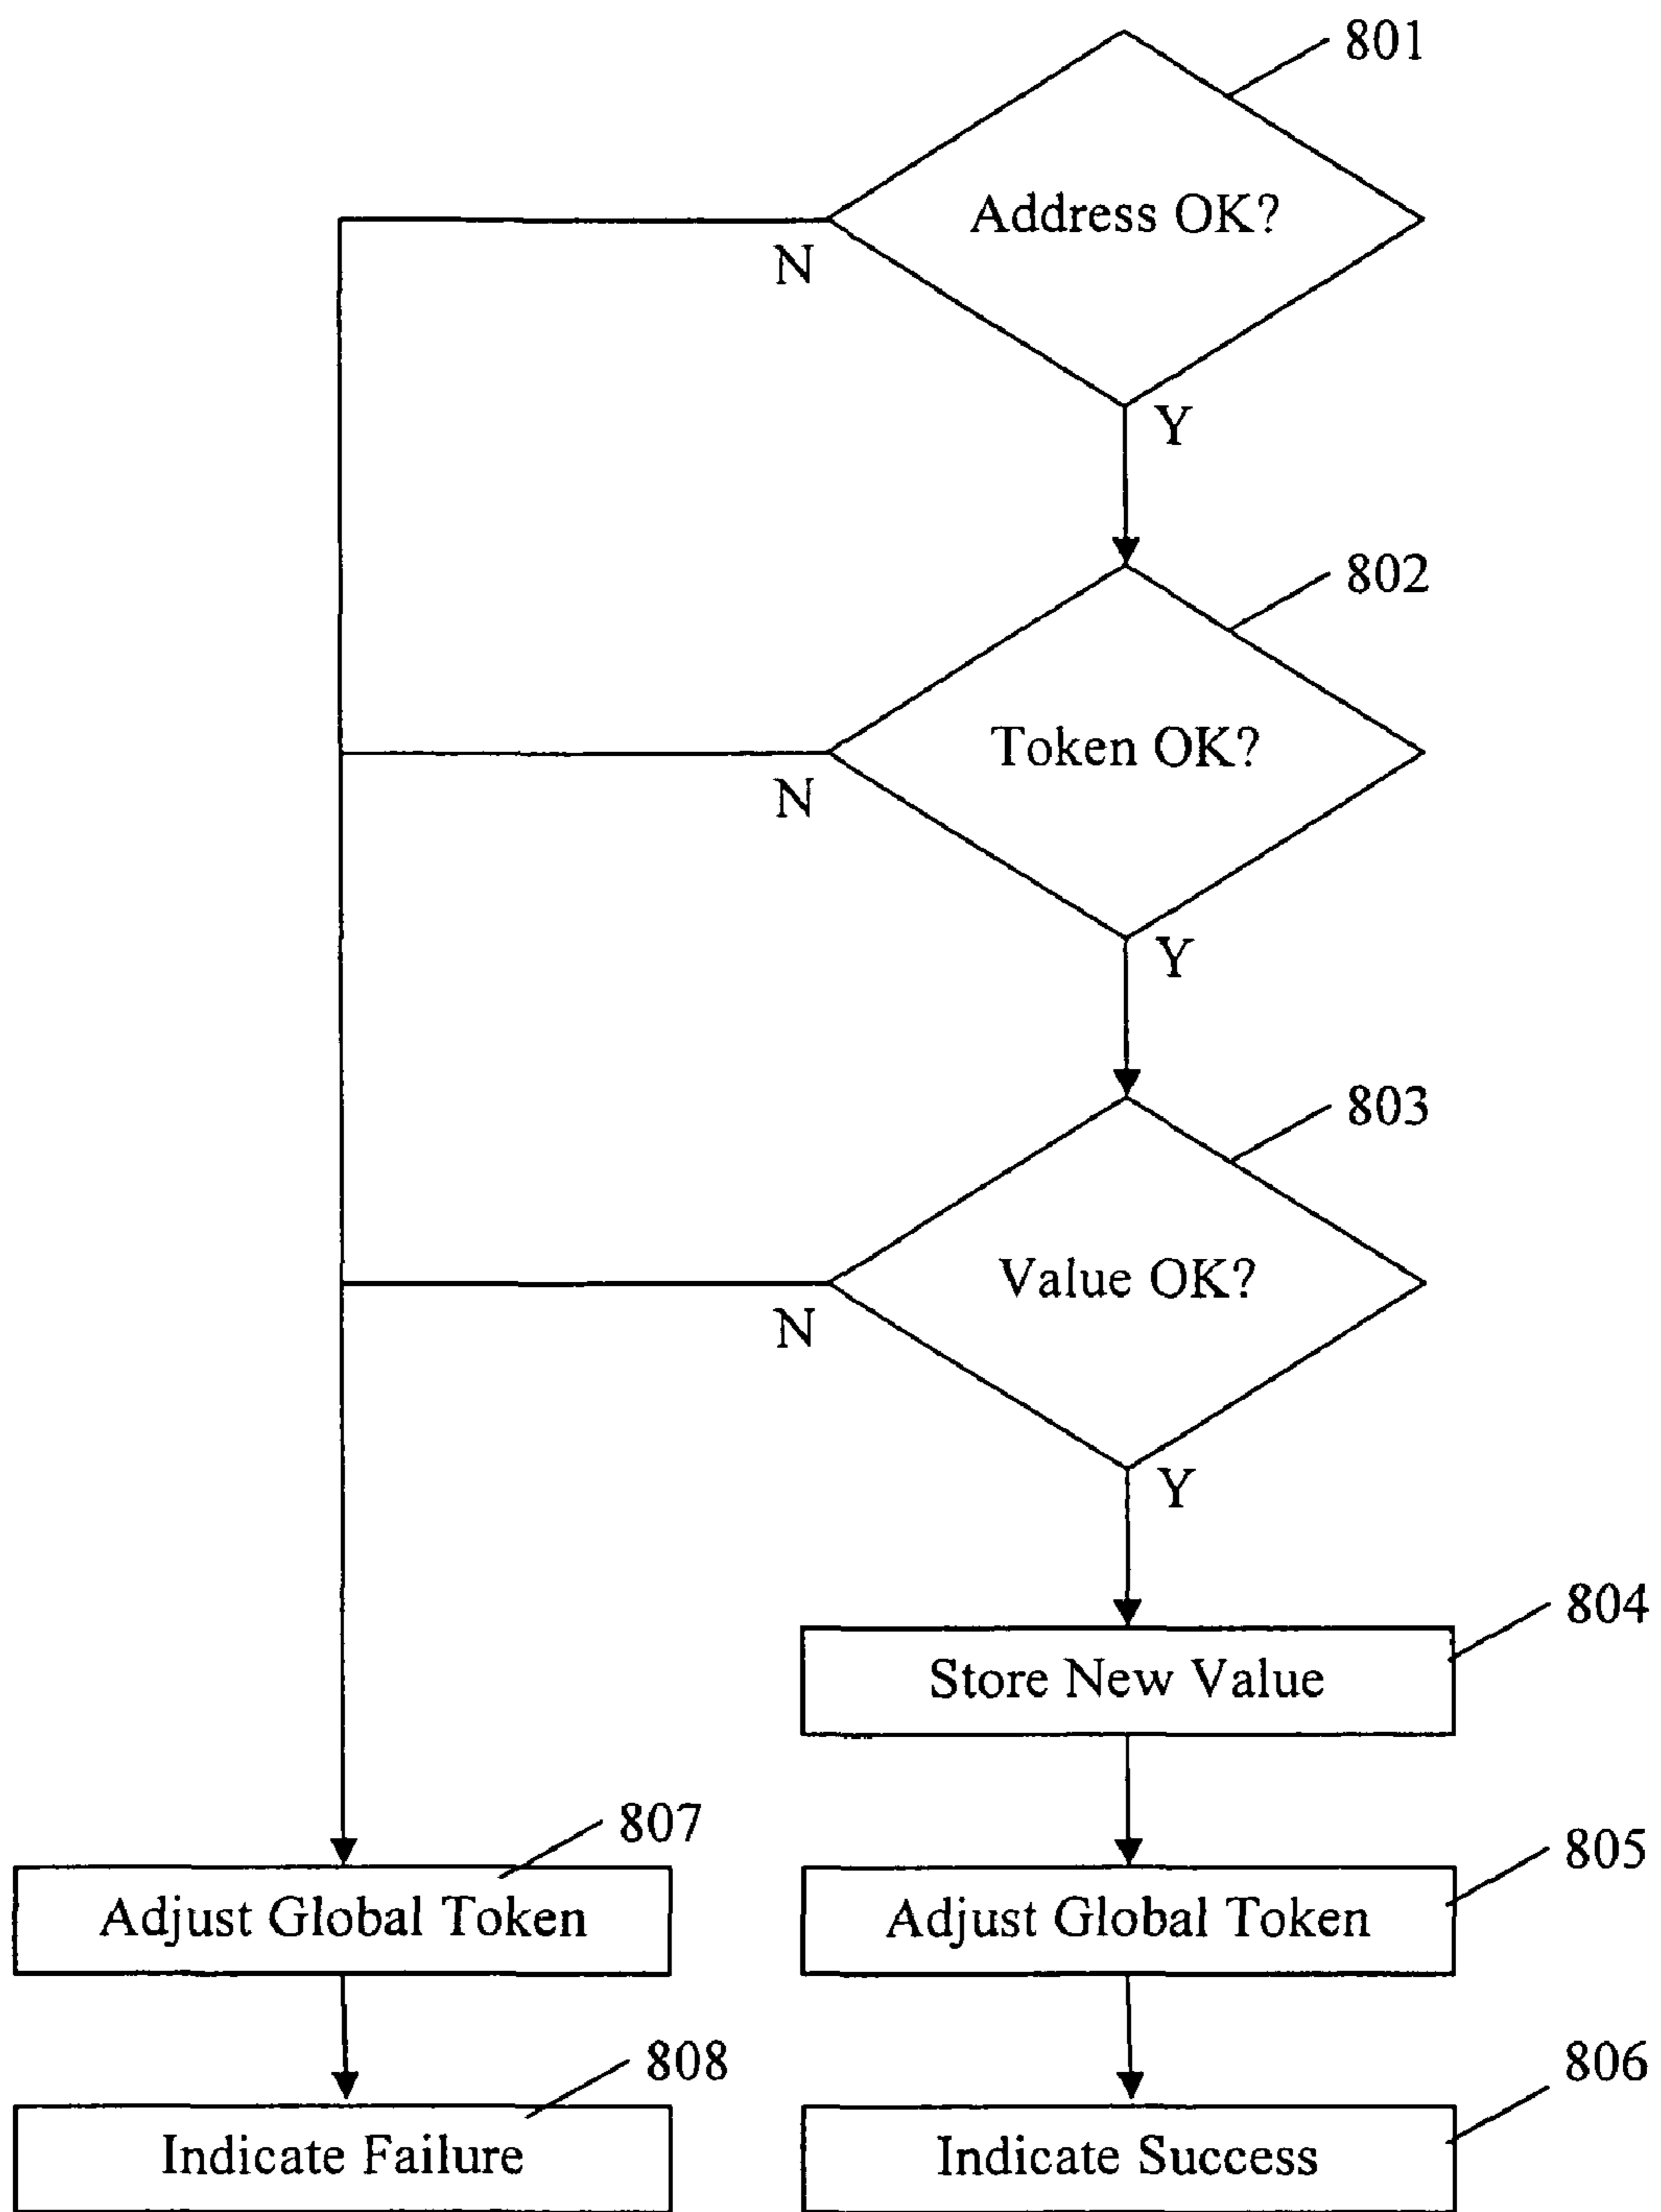 801
Address OK?
N
Y
802
Token OK?
N
Y
803
Value OK?
N
Y
804
Store New Value
807
805
Adjust Global Token
Adjust Global Token
808
806
Indicate Failure
Indicate Success